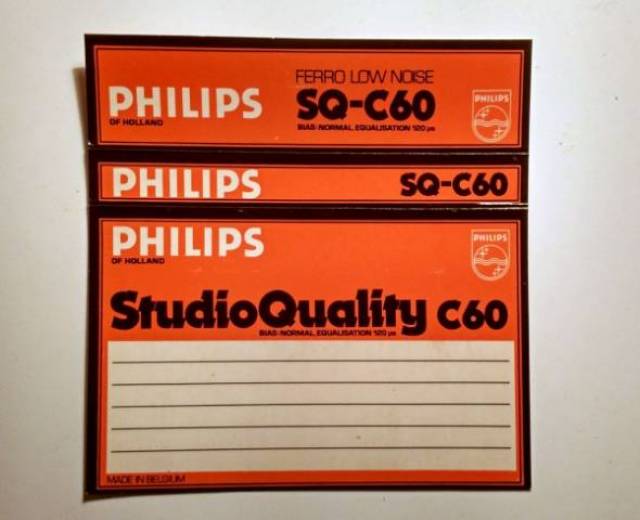 FERRO LOW NOISE
PHILIPS SQ-C60
OF HOLLAND
BIAS-NORMAL, EQUALISATION 120 µs
PHILIPS
PHILIPS SQ-C60
PHILIPS
OF HOLLAND
PHILIPS
StudioQuality C60
BIAS-NORMAL, EQUALISATION 120 µs
MADE IN BELGIUM